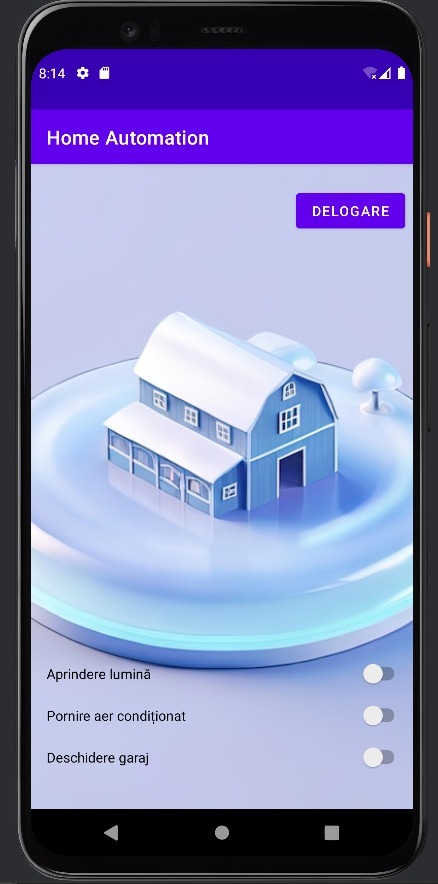 8:14
Home Automation
DELOGARE
Aprindere lumină
Pornire aer condiționat
Deschidere garaj